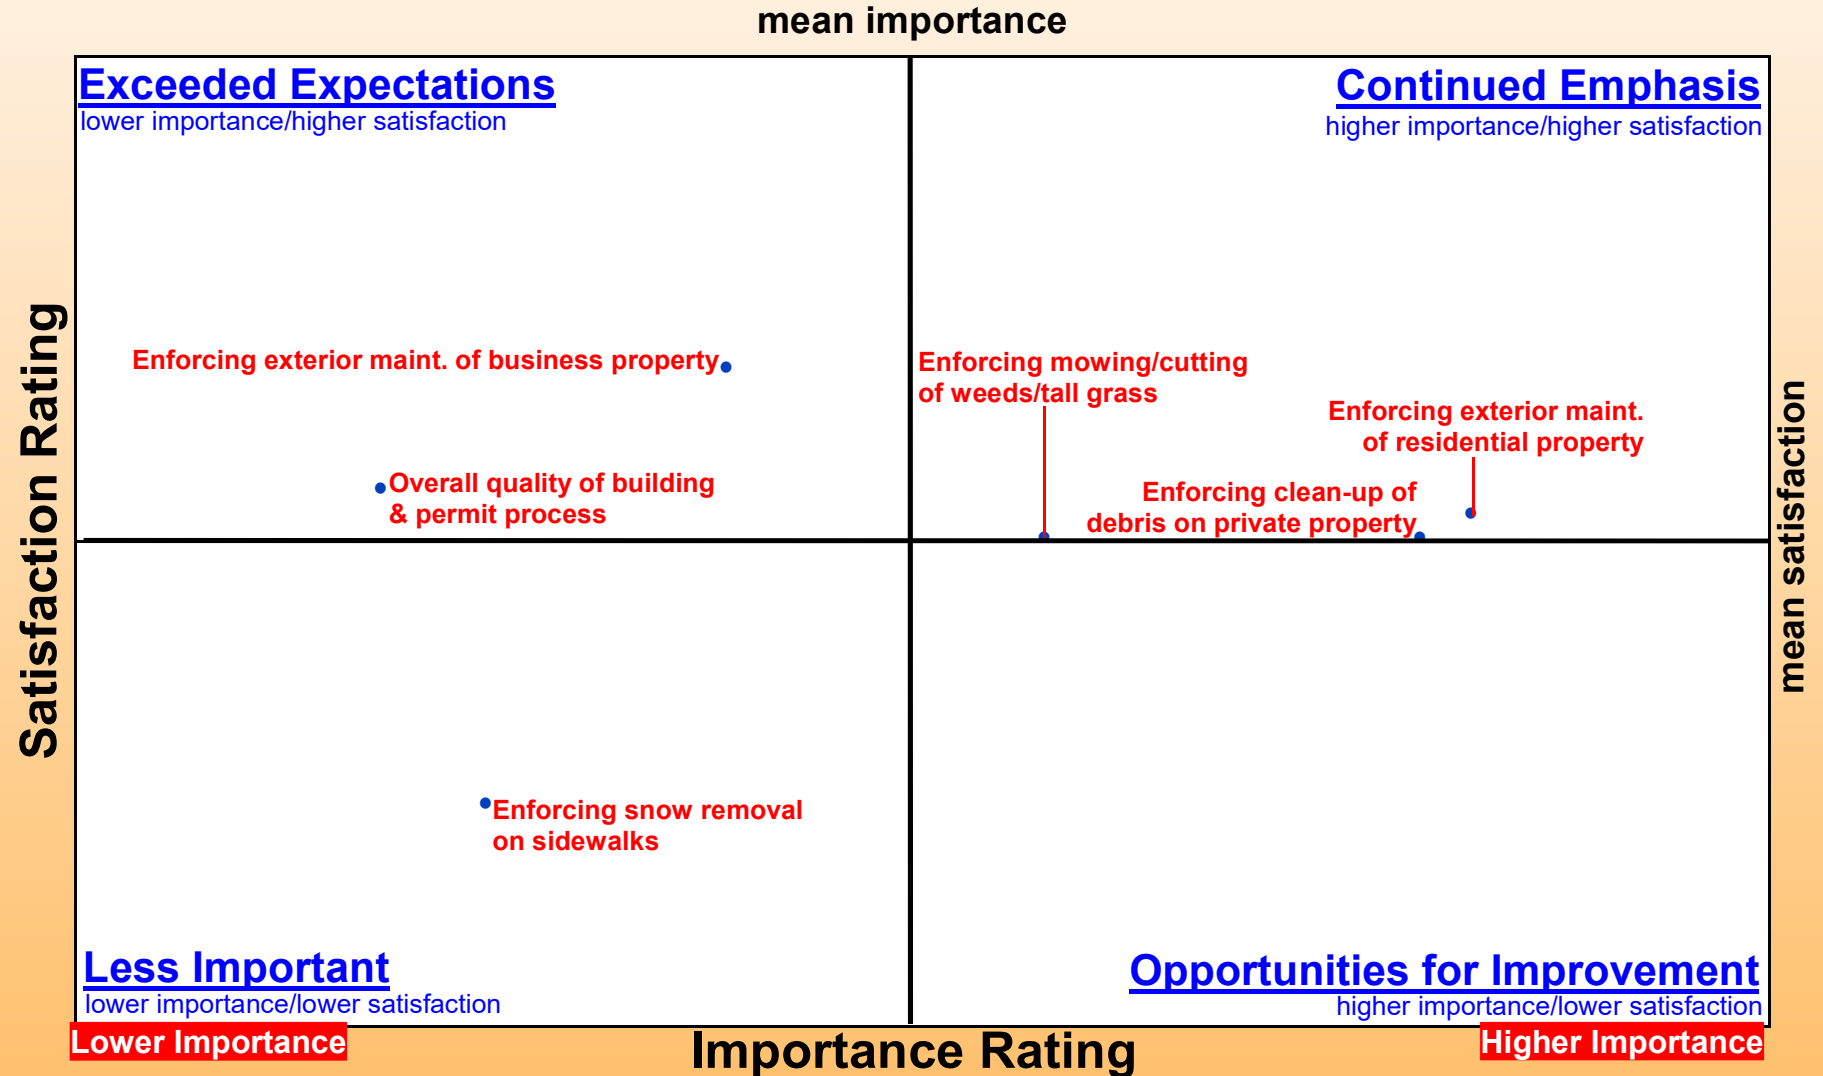 mean importance
Exceeded Expectations
lower importance/higher satisfaction
Continued Emphasis
higher importance/higher satisfaction
Satisfaction Rating
mean satisfaction
Enforcing exterior maint. of business property
Overall quality of building
& permit process
Enforcing mowing/cutting
of weeds/tall grass
Enforcing exterior maint.
of residential property
Enforcing clean-up of
debris on private property
Enforcing snow removal
on sidewalks
Less Important
lower importance/lower satisfaction
Opportunities for Improvement
higher importance/lower satisfaction
Lower Importance
Importance Rating
Higher Importance